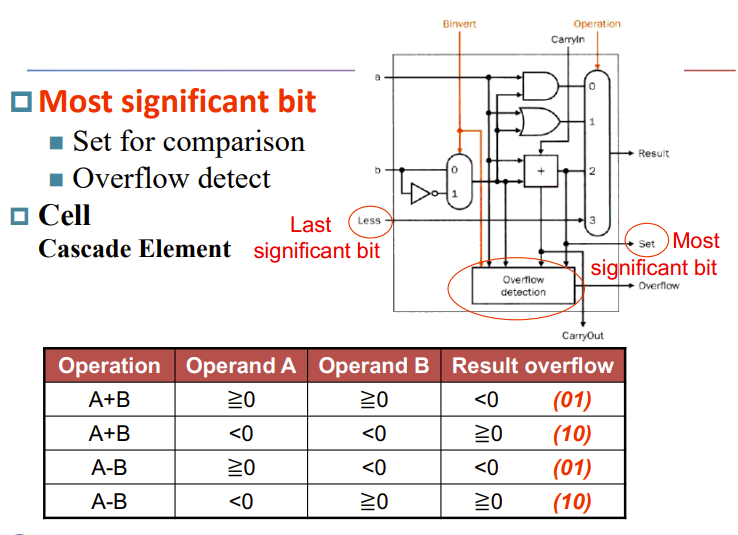 Most significant bit
Set for comparison
Overflow detect
Cell
Cascade Element
Last
significant bit
Binvert
Operation
CarryIn
a
0
1
Result
b
0
1
+
2
Less
3
Set
Most
significant bit
Overflow
detection
Overflow
CarryOut
Operation Operand A Operand B Result overflow
A+B ≧0 ≧0 <0 (01)
A+B <0 <0 ≧0 (10)
A-B ≧0 <0 <0 (01)
A-B <0 ≧0 ≧0 (10)